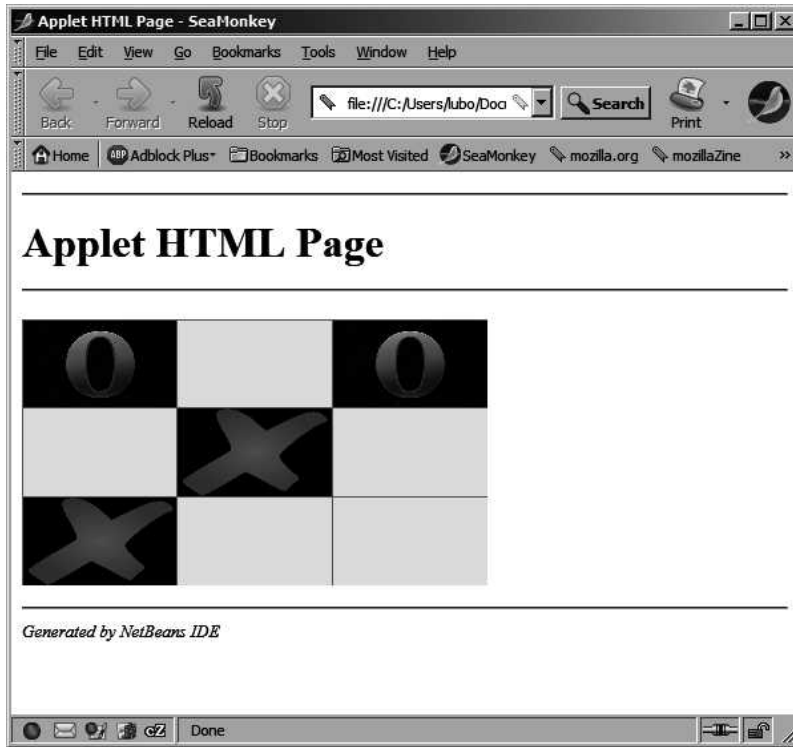 Applet HTML Page - SeaMonkey
File Edit View Go Bookmarks Tools Window Help
Back Forward Reload Stop
file:///C:/Users/lubo/Doc
Search
Print
Home ABP Adblock Plus Bookmarks Most Visited SeaMonkey mozilla.org mozillaZine »
Applet HTML Page
O O
X
X
Generated by NetBeans IDE
cZ Done